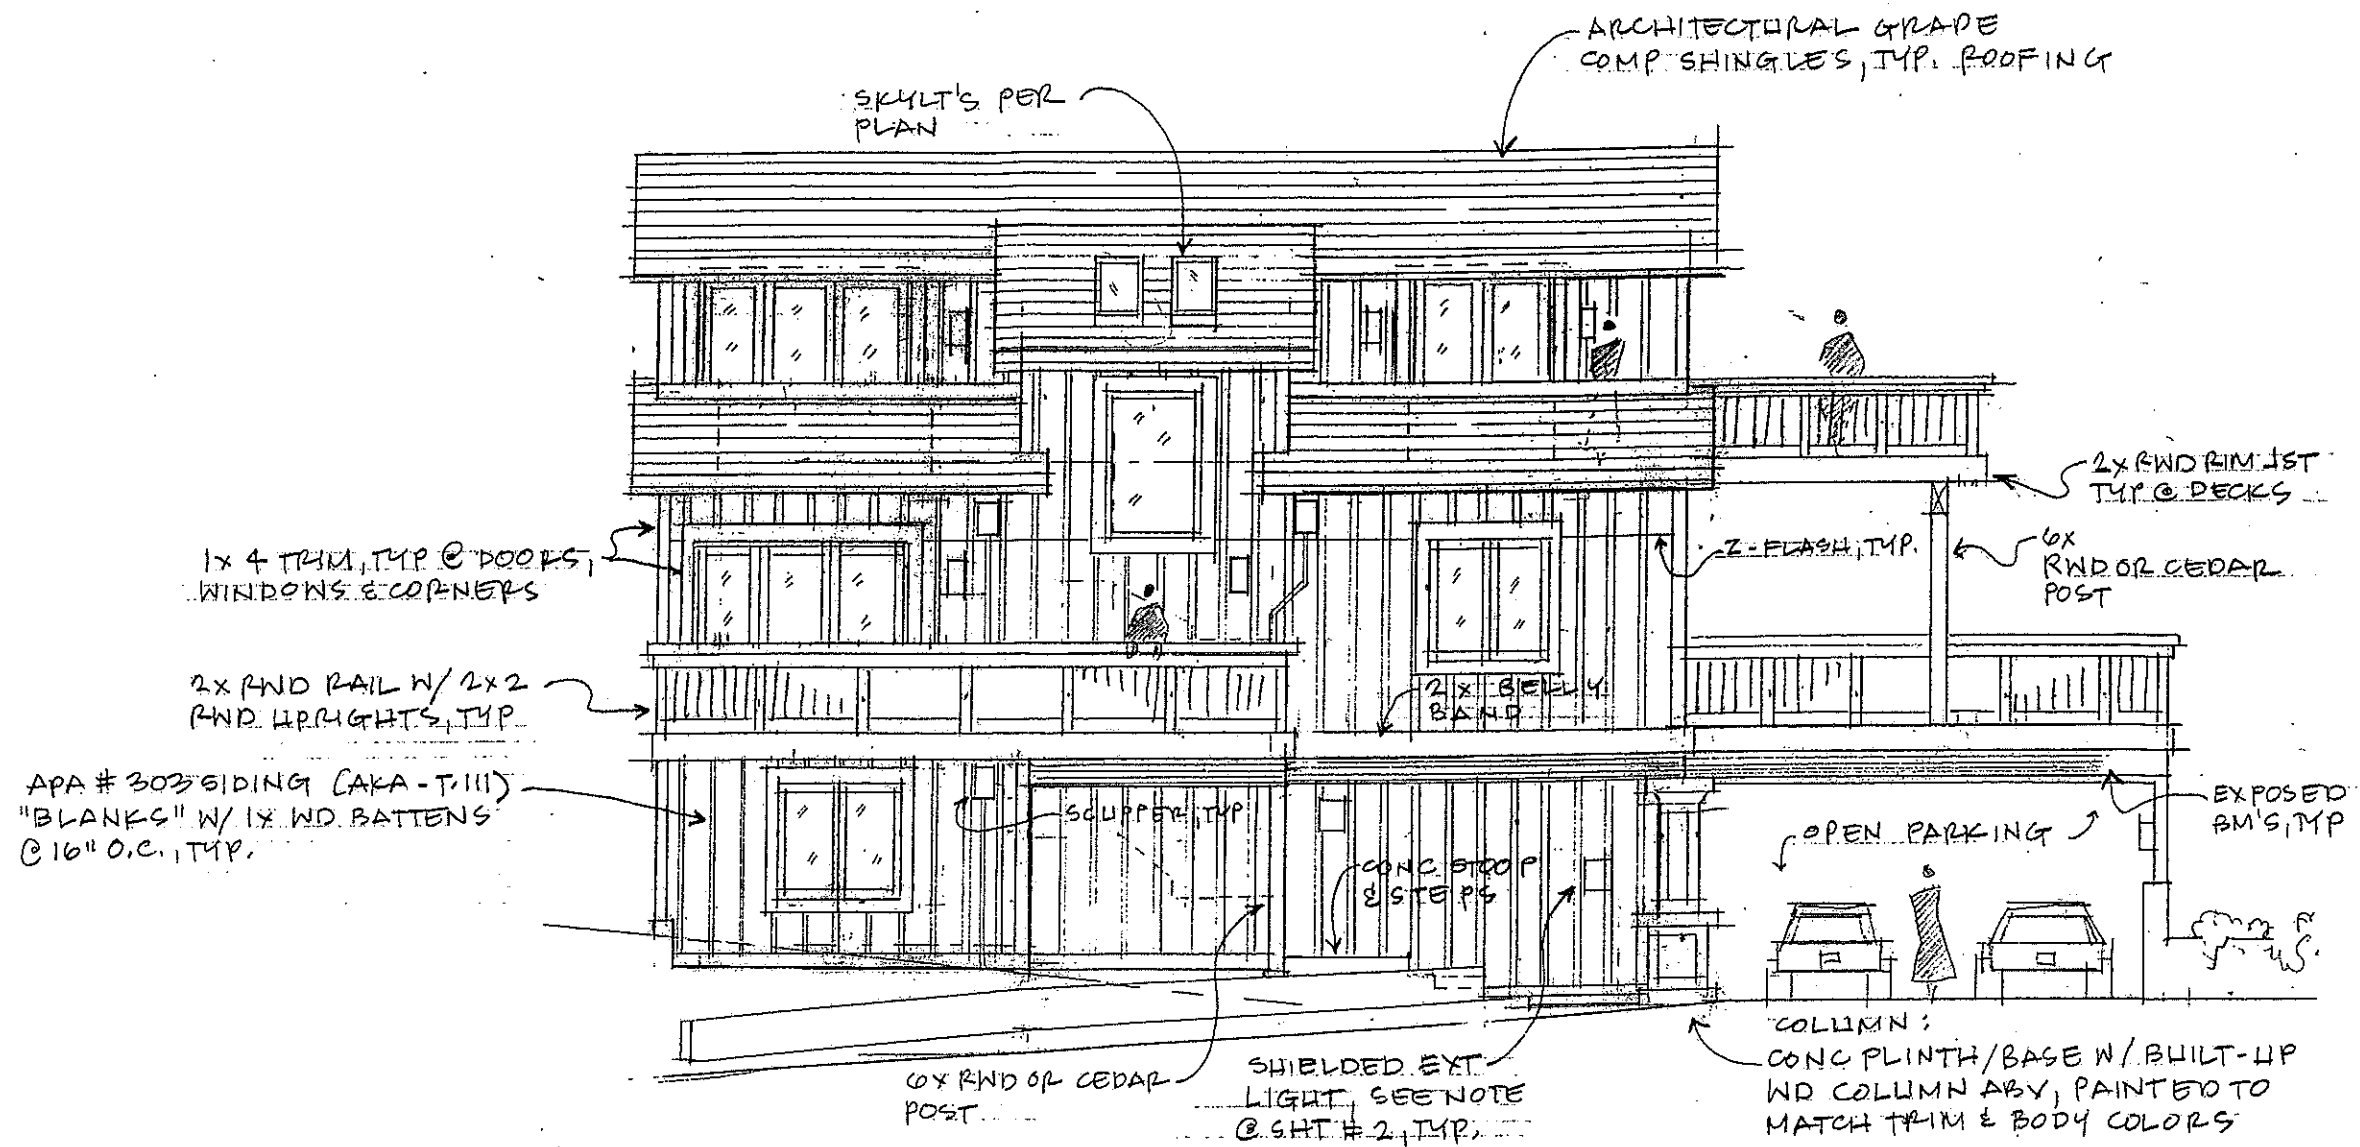 ARCHITECTURAL GRADE
COMP SHINGLES, TYP. ROOFING
SKYLT'S PER
PLAN
2X RWD RIM JST
TYP @ DECKS
1X4 TRIM, TYP @ DOORS,
WINDOWS & CORNERS
Z-FLASH, TYP.
6X
RWD OR CEDAR
POST
2X RWD RAIL W/ 2X2
RWD UPRIGHTS, TYP
2X BELLY
BAND
APA # 303 SIDING (AKA - T-111)
"BLANKS" W/ 1X WD BATTENS
@ 16" O.C., TYP.
SCUPPER, TYP
EXPOSED
BM'S, TYP
OPEN PARKING
CONC STOOP
& STEPS
6X RWD OR CEDAR
POST
SHIELDED EXT
LIGHT, SEE NOTE
@ SHT # 2, TYP.
COLUMN:
CONC PLINTH/BASE W/ BUILT-UP
WD COLUMN ABV, PAINTED TO
MATCH TRIM & BODY COLORS